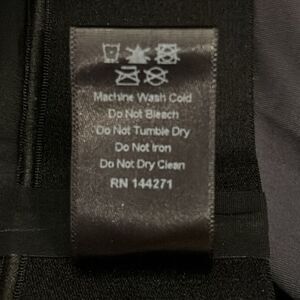 Machine Wash Cold
Do Not Bleach
Do Not Tumble Dry
Do Not Iron
Do Not Dry Clean
RN 144271